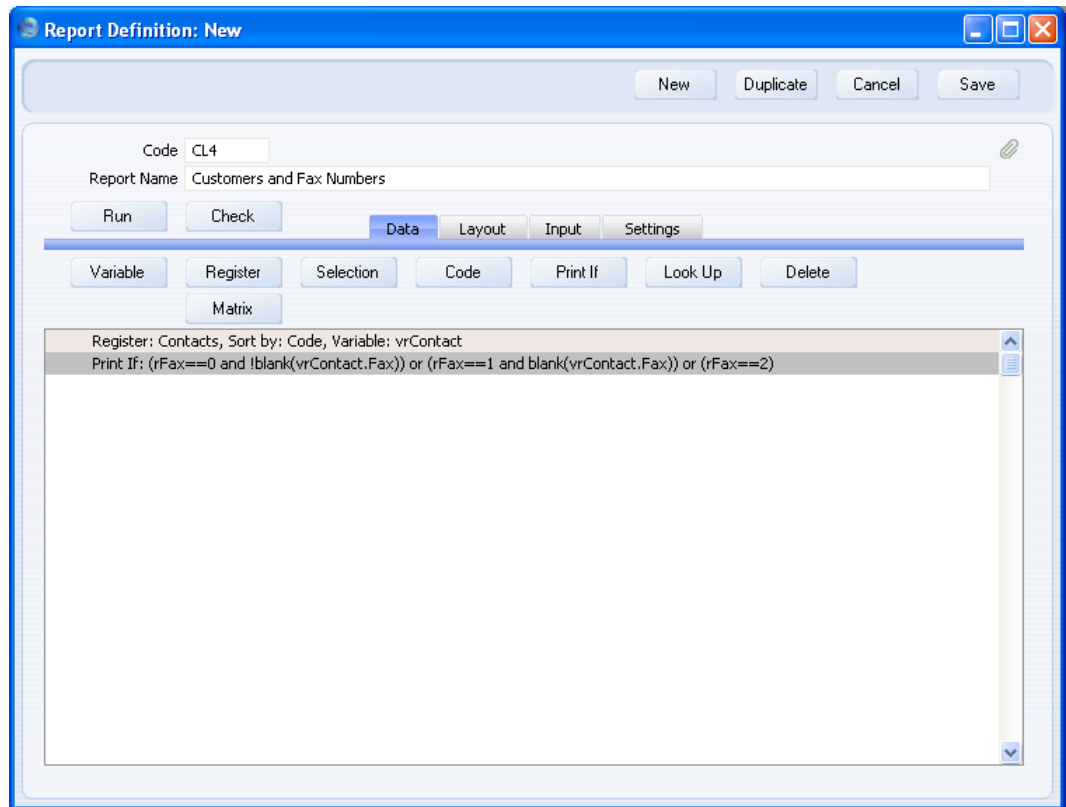 Report Definition: New
New Duplicate Cancel Save
Code CL4
Report Name Customers and Fax Numbers
Run Check Data Layout Input Settings
Variable Register Selection Code Print If Look Up Delete
Matrix
Register: Contacts, Sort by: Code, Variable: vrContact
Print If: (rFax==0 and !blank(vrContact.Fax)) or (rFax==1 and blank(vrContact.Fax)) or (rFax==2)